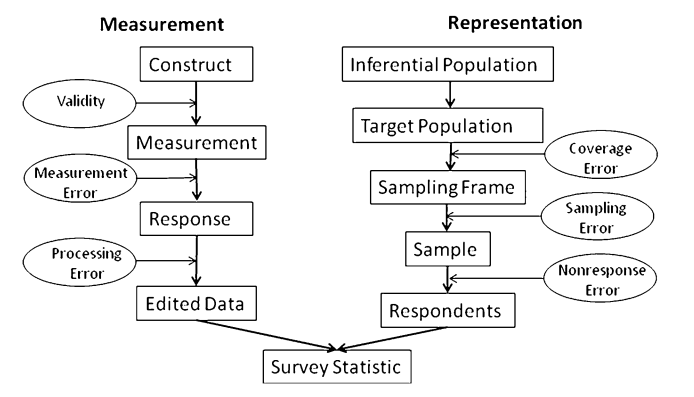 Measurement
Representation
Construct
Inferential Population
Validity
Target Population
Measurement
Coverage
Error
Measurement
Error
Sampling Frame
Response
Sampling
Error
Processing
Error
Sample
Nonresponse
Error
Edited Data
Respondents
Survey Statistic